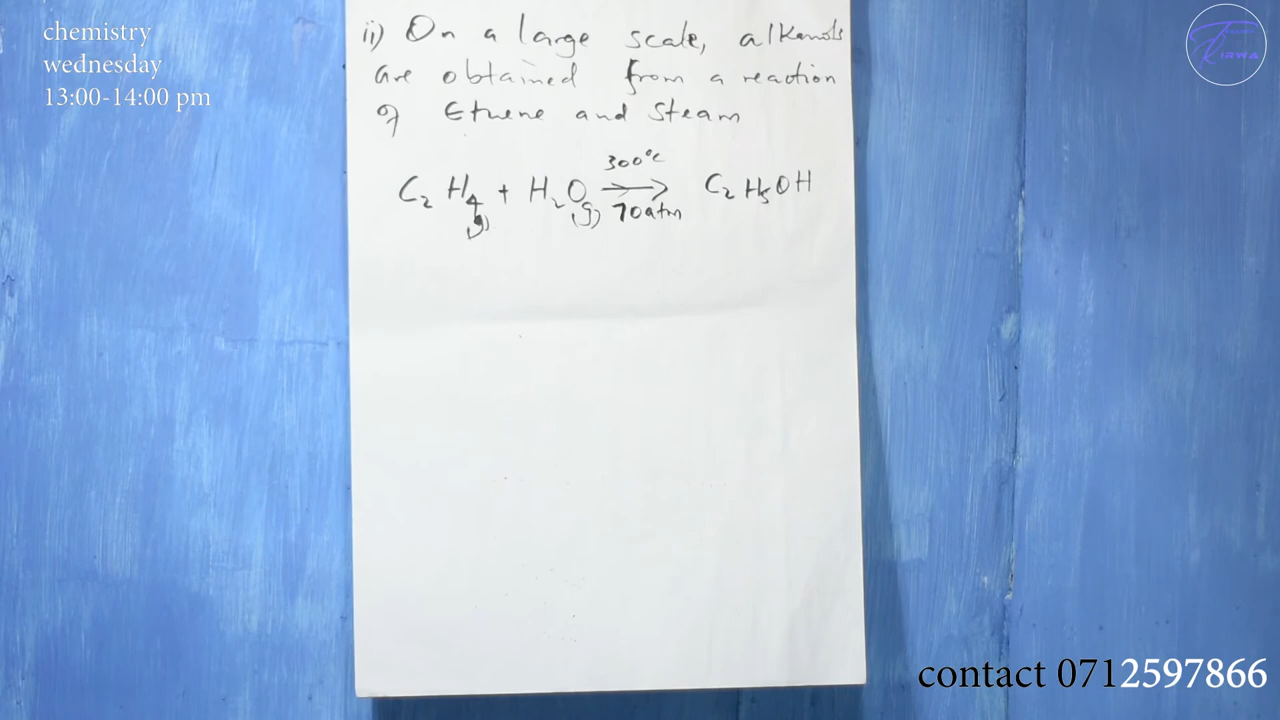 chemistry
wednesday
13:00-14:00 pm
ii) On a large scale, alkanols
are obtained from a reaction
of Ethene and Steam
300°C
C2H4(g) + H2O(g) → C2H5OH
70atm
KIRWA
contact 0712597866